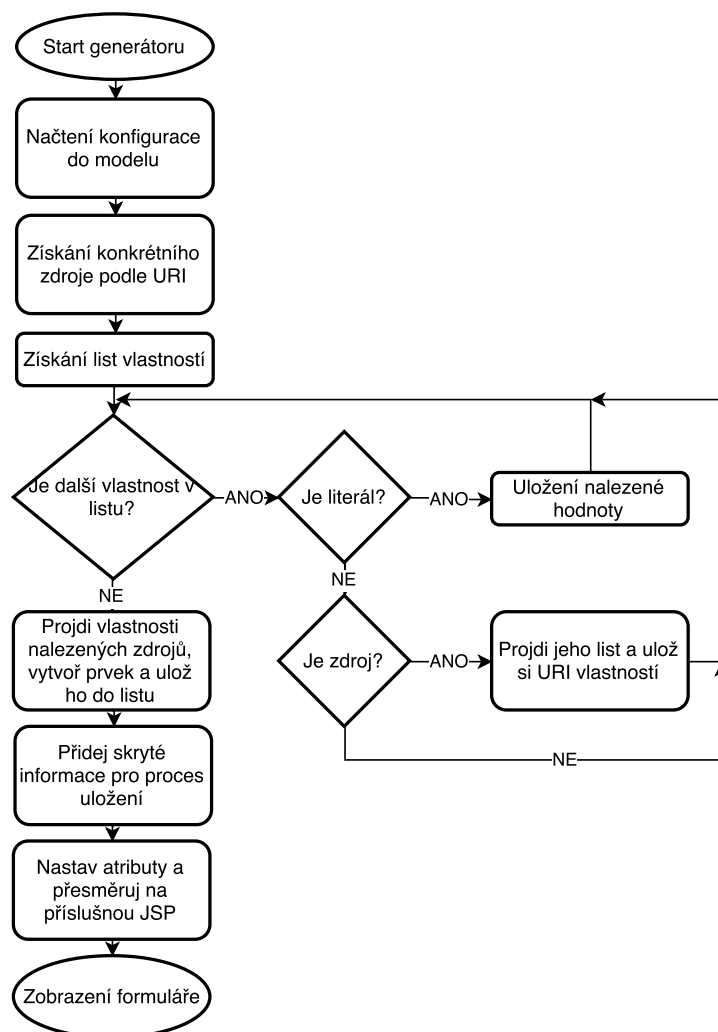 Start generátoru
Načtení konfigurace
do modelu
Získání konkrétního
zdroje podle URI
Získání list vlastností
Je další vlastnost v
listu?
ANO
Je literál?
ANO
Uložení nalezené
hodnoty
NE
NE
Projdi vlastnosti
nalezených zdrojů,
vytvoř prvek a ulož
ho do listu
Je zdroj?
ANO
Projdi jeho list a ulož
si URI vlastností
NE
Přidej skryté
informace pro proces
uložení
Nastav atributy a
přesměruj na
příslušnou JSP
Zobrazení formuláře